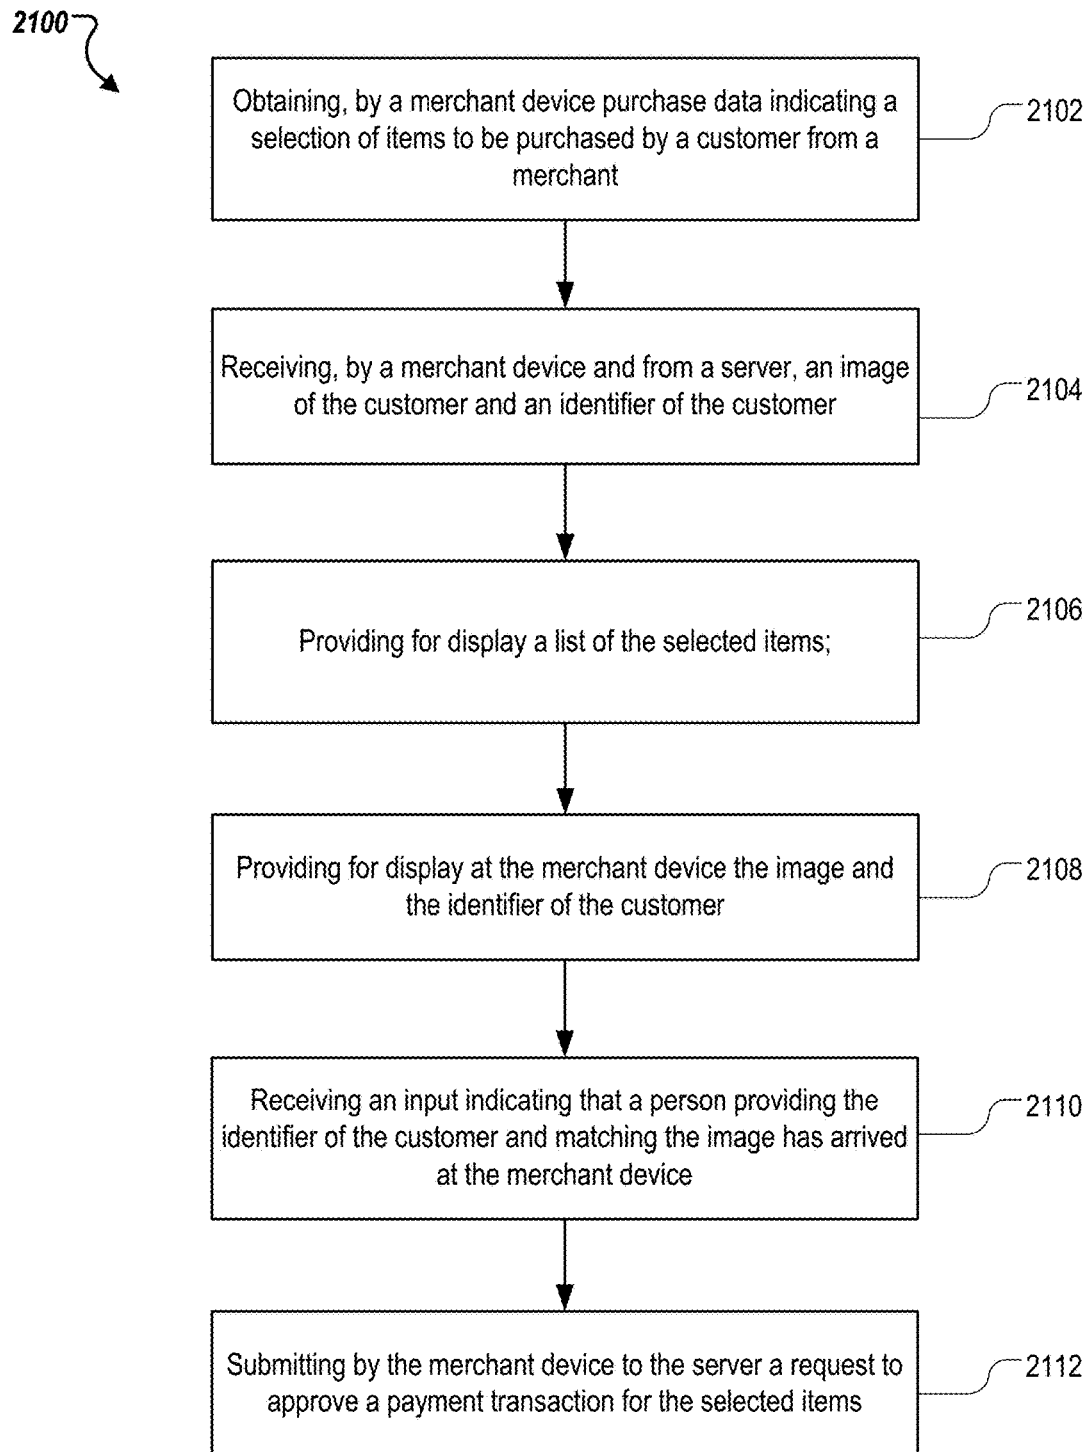 2100
Obtaining, by a merchant device purchase data indicating a
selection of items to be purchased by a customer from a
merchant
2102
Receiving, by a merchant device and from a server, an image
of the customer and an identifier of the customer
2104
Providing for display a list of the selected items;
2106
Providing for display at the merchant device the image and
the identifier of the customer
2108
Receiving an input indicating that a person providing the
identifier of the customer and matching the image has arrived
at the merchant device
2110
Submitting by the merchant device to the server a request to
approve a payment transaction for the selected items
2112